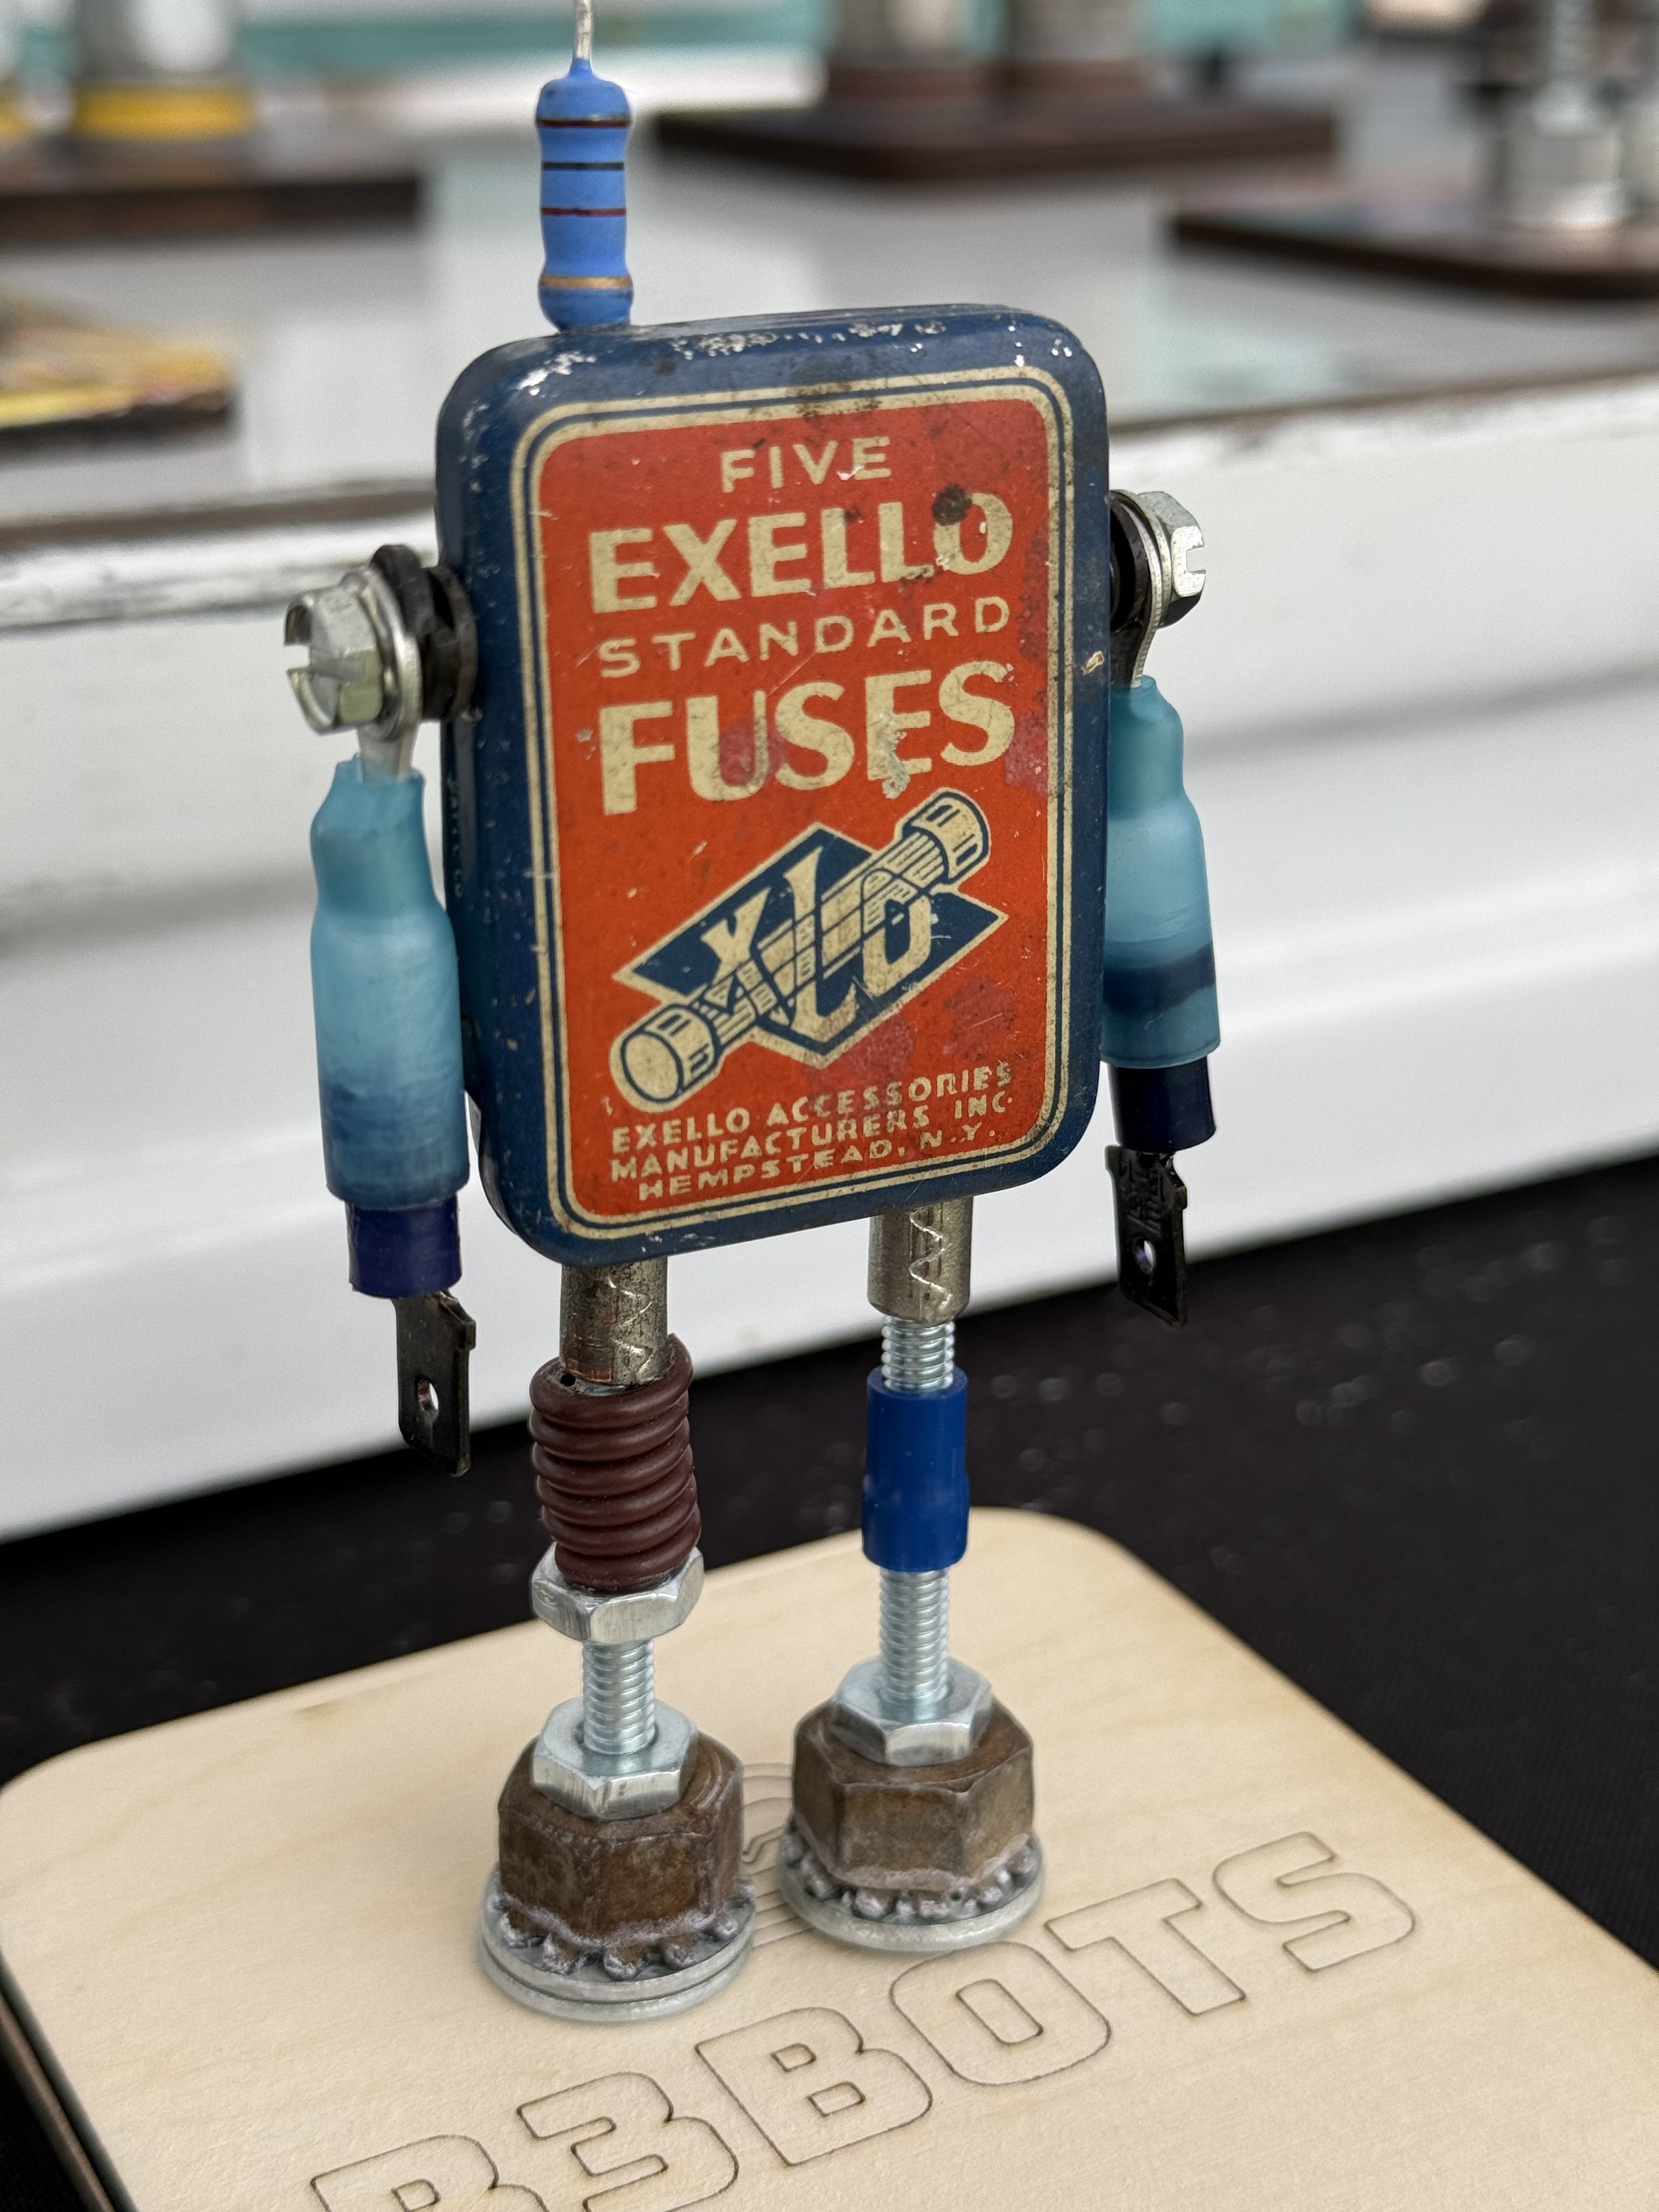 FIVE
EXELLO
STANDARD
FUSES
XLO
EXELLO ACCESSORIES
MANUFACTURERS INC.
HEMPSTEAD, N.Y.
R3BOTS